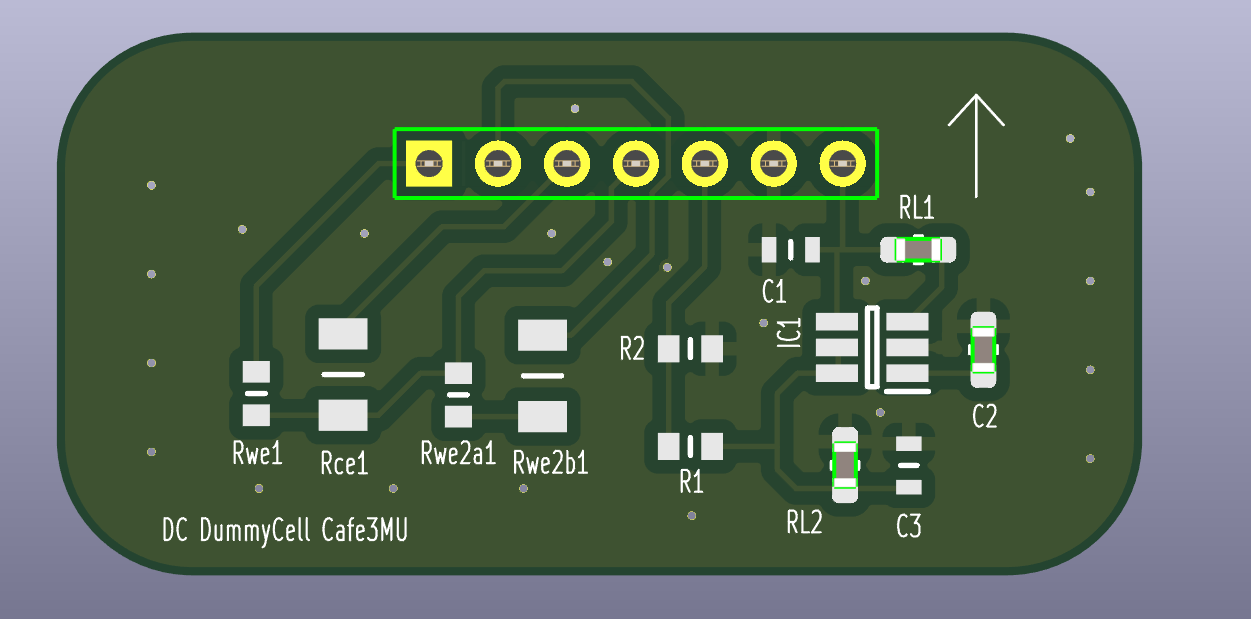 RL1
C1
IC1
R2
C2
Rwe1
Rce1
Rwe2a1
Rwe2b1
R1
RL2
C3
DC DummyCell Cafe3MU